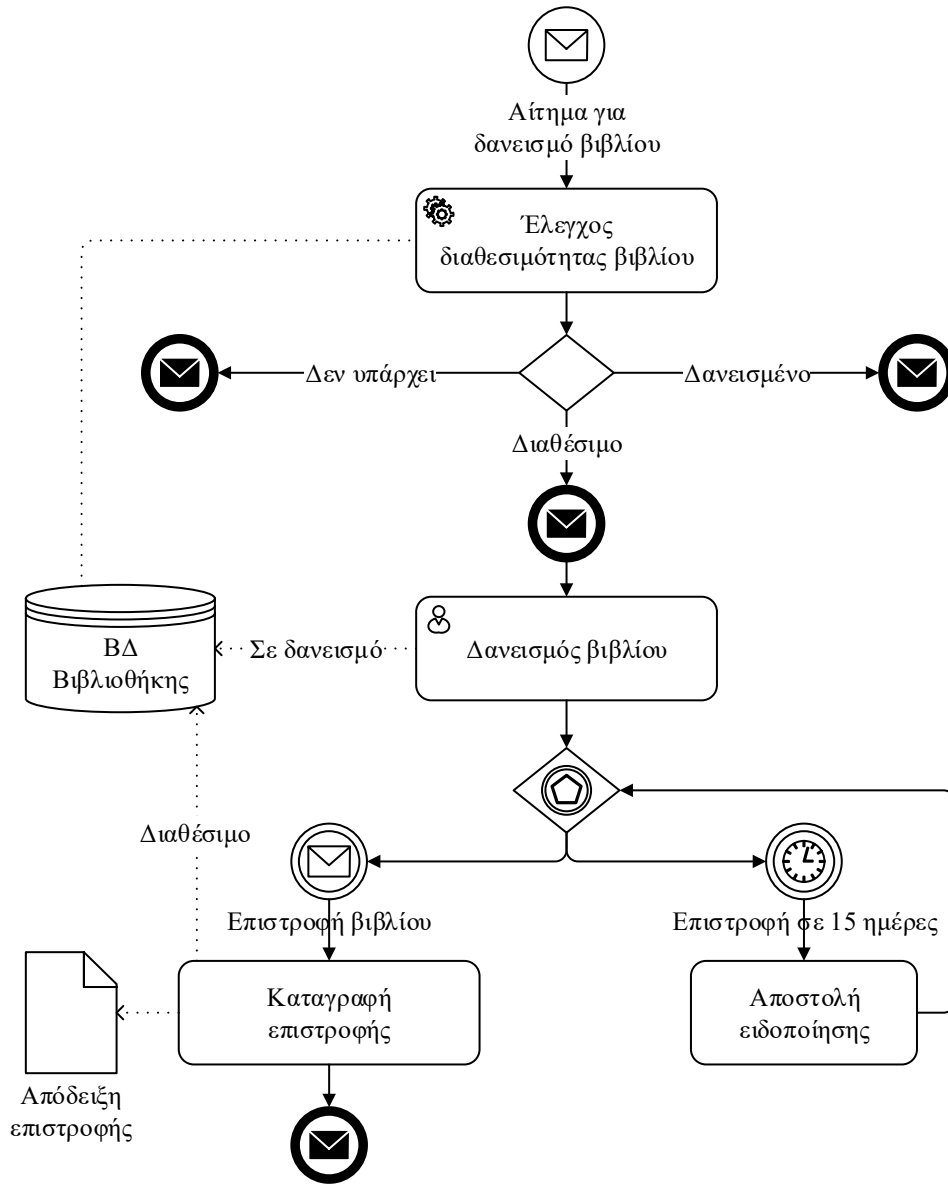 Αίτημα για
δανεισμό βιβλίου
Έλεγχος
διαθεσιμότητας βιβλίου
Δεν υπάρχει
Δανεισμένο
Διαθέσιμο
ΒΔ
Βιβλιοθήκης
Σε δανεισμό
Δανεισμός βιβλίου
Διαθέσιμο
Επιστροφή βιβλίου
Επιστροφή σε 15 ημέρες
Καταγραφή
επιστροφής
Αποστολή
ειδοποίησης
Απόδειξη
επιστροφής